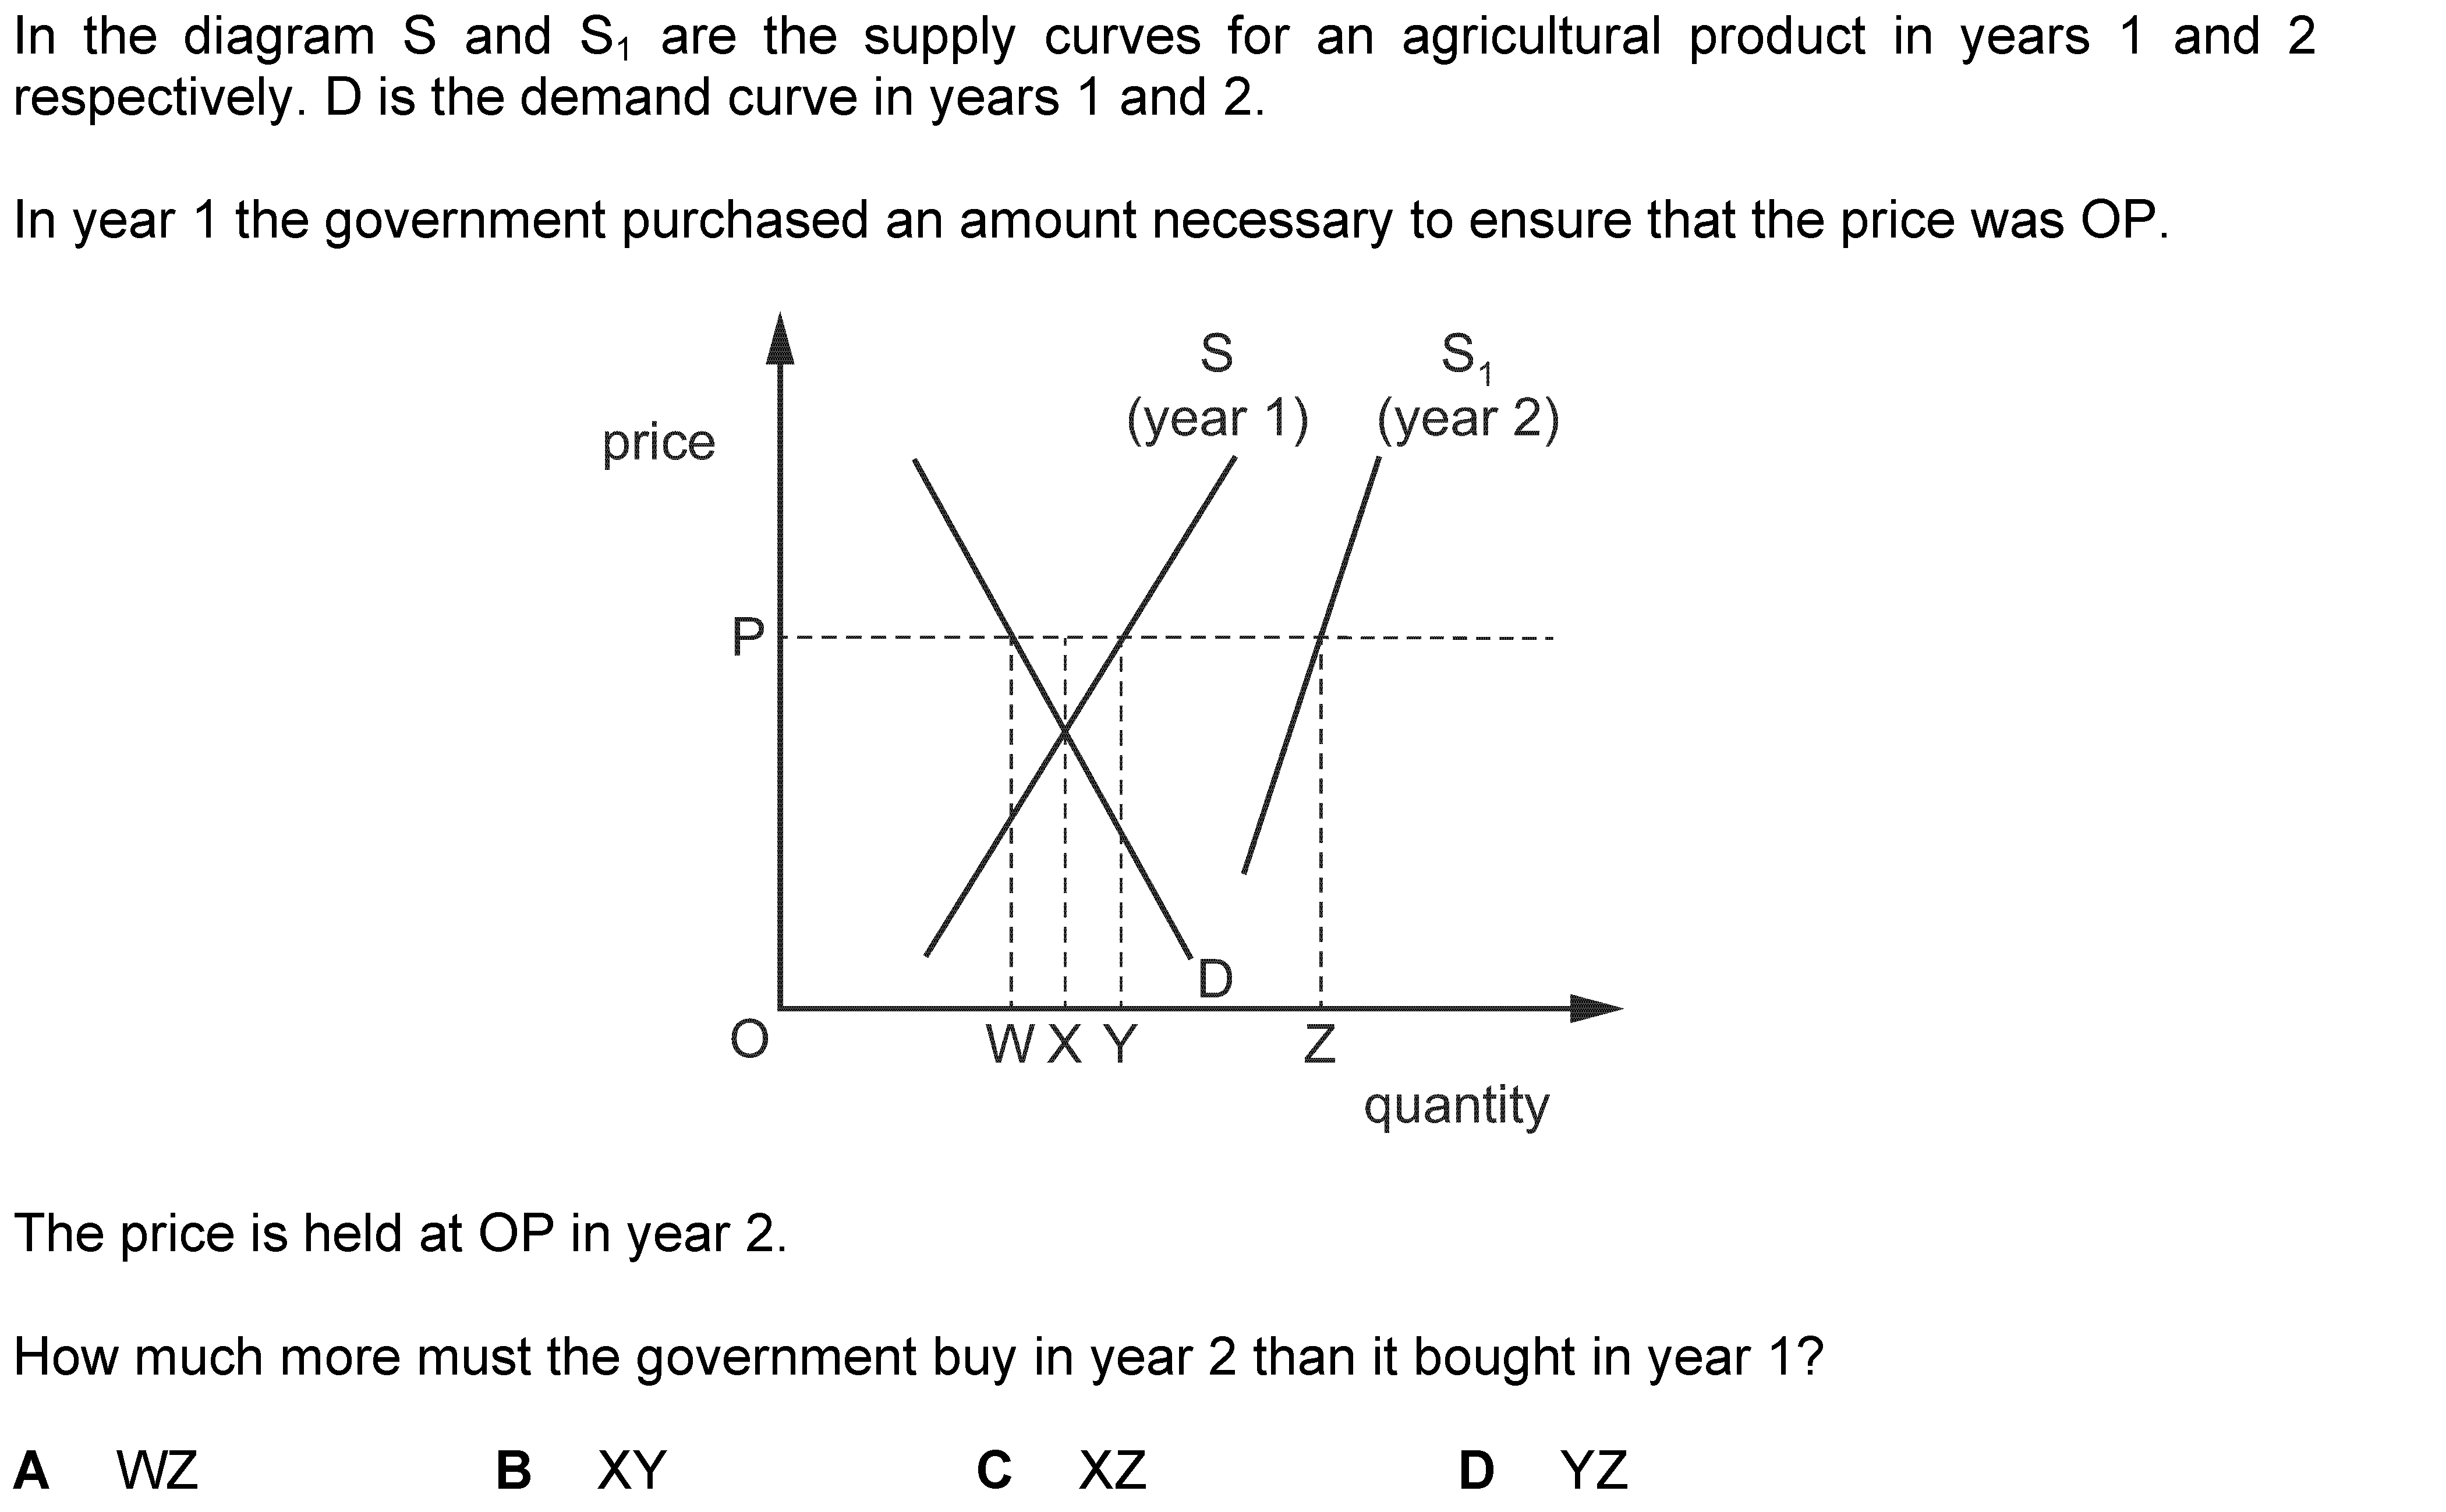 In the diagram S and S₁ are the supply curves for an agricultural product in years 1 and 2
respectively. D is the demand curve in years 1 and 2.
In year 1 the government purchased an amount necessary to ensure that the price was OP.
S S₁
(year 1) (year 2)
price
P
D
O W X Y Z
quantity
The price is held at OP in year 2.
How much more must the government buy in year 2 than it bought in year 1?
A WZ B XY C XZ D YZ